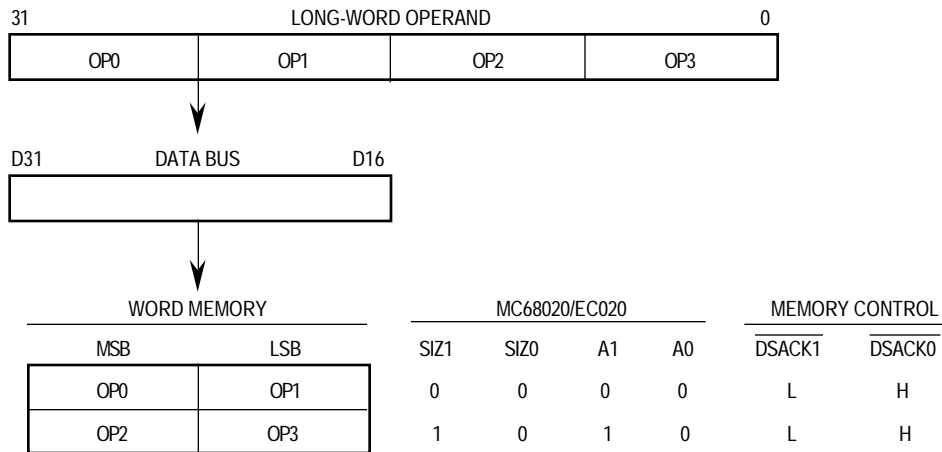 31 LONG-WORD OPERAND 0
OP0 OP1 OP2 OP3
D31 DATA BUS D16
WORD MEMORY MC68020/EC020 MEMORY CONTROL
MSB LSB SIZ1 SIZ0 A1 A0 DSACK1 DSACK0
OP0 OP1 0 0 0 0 L H
OP2 OP3 1 0 1 0 L H